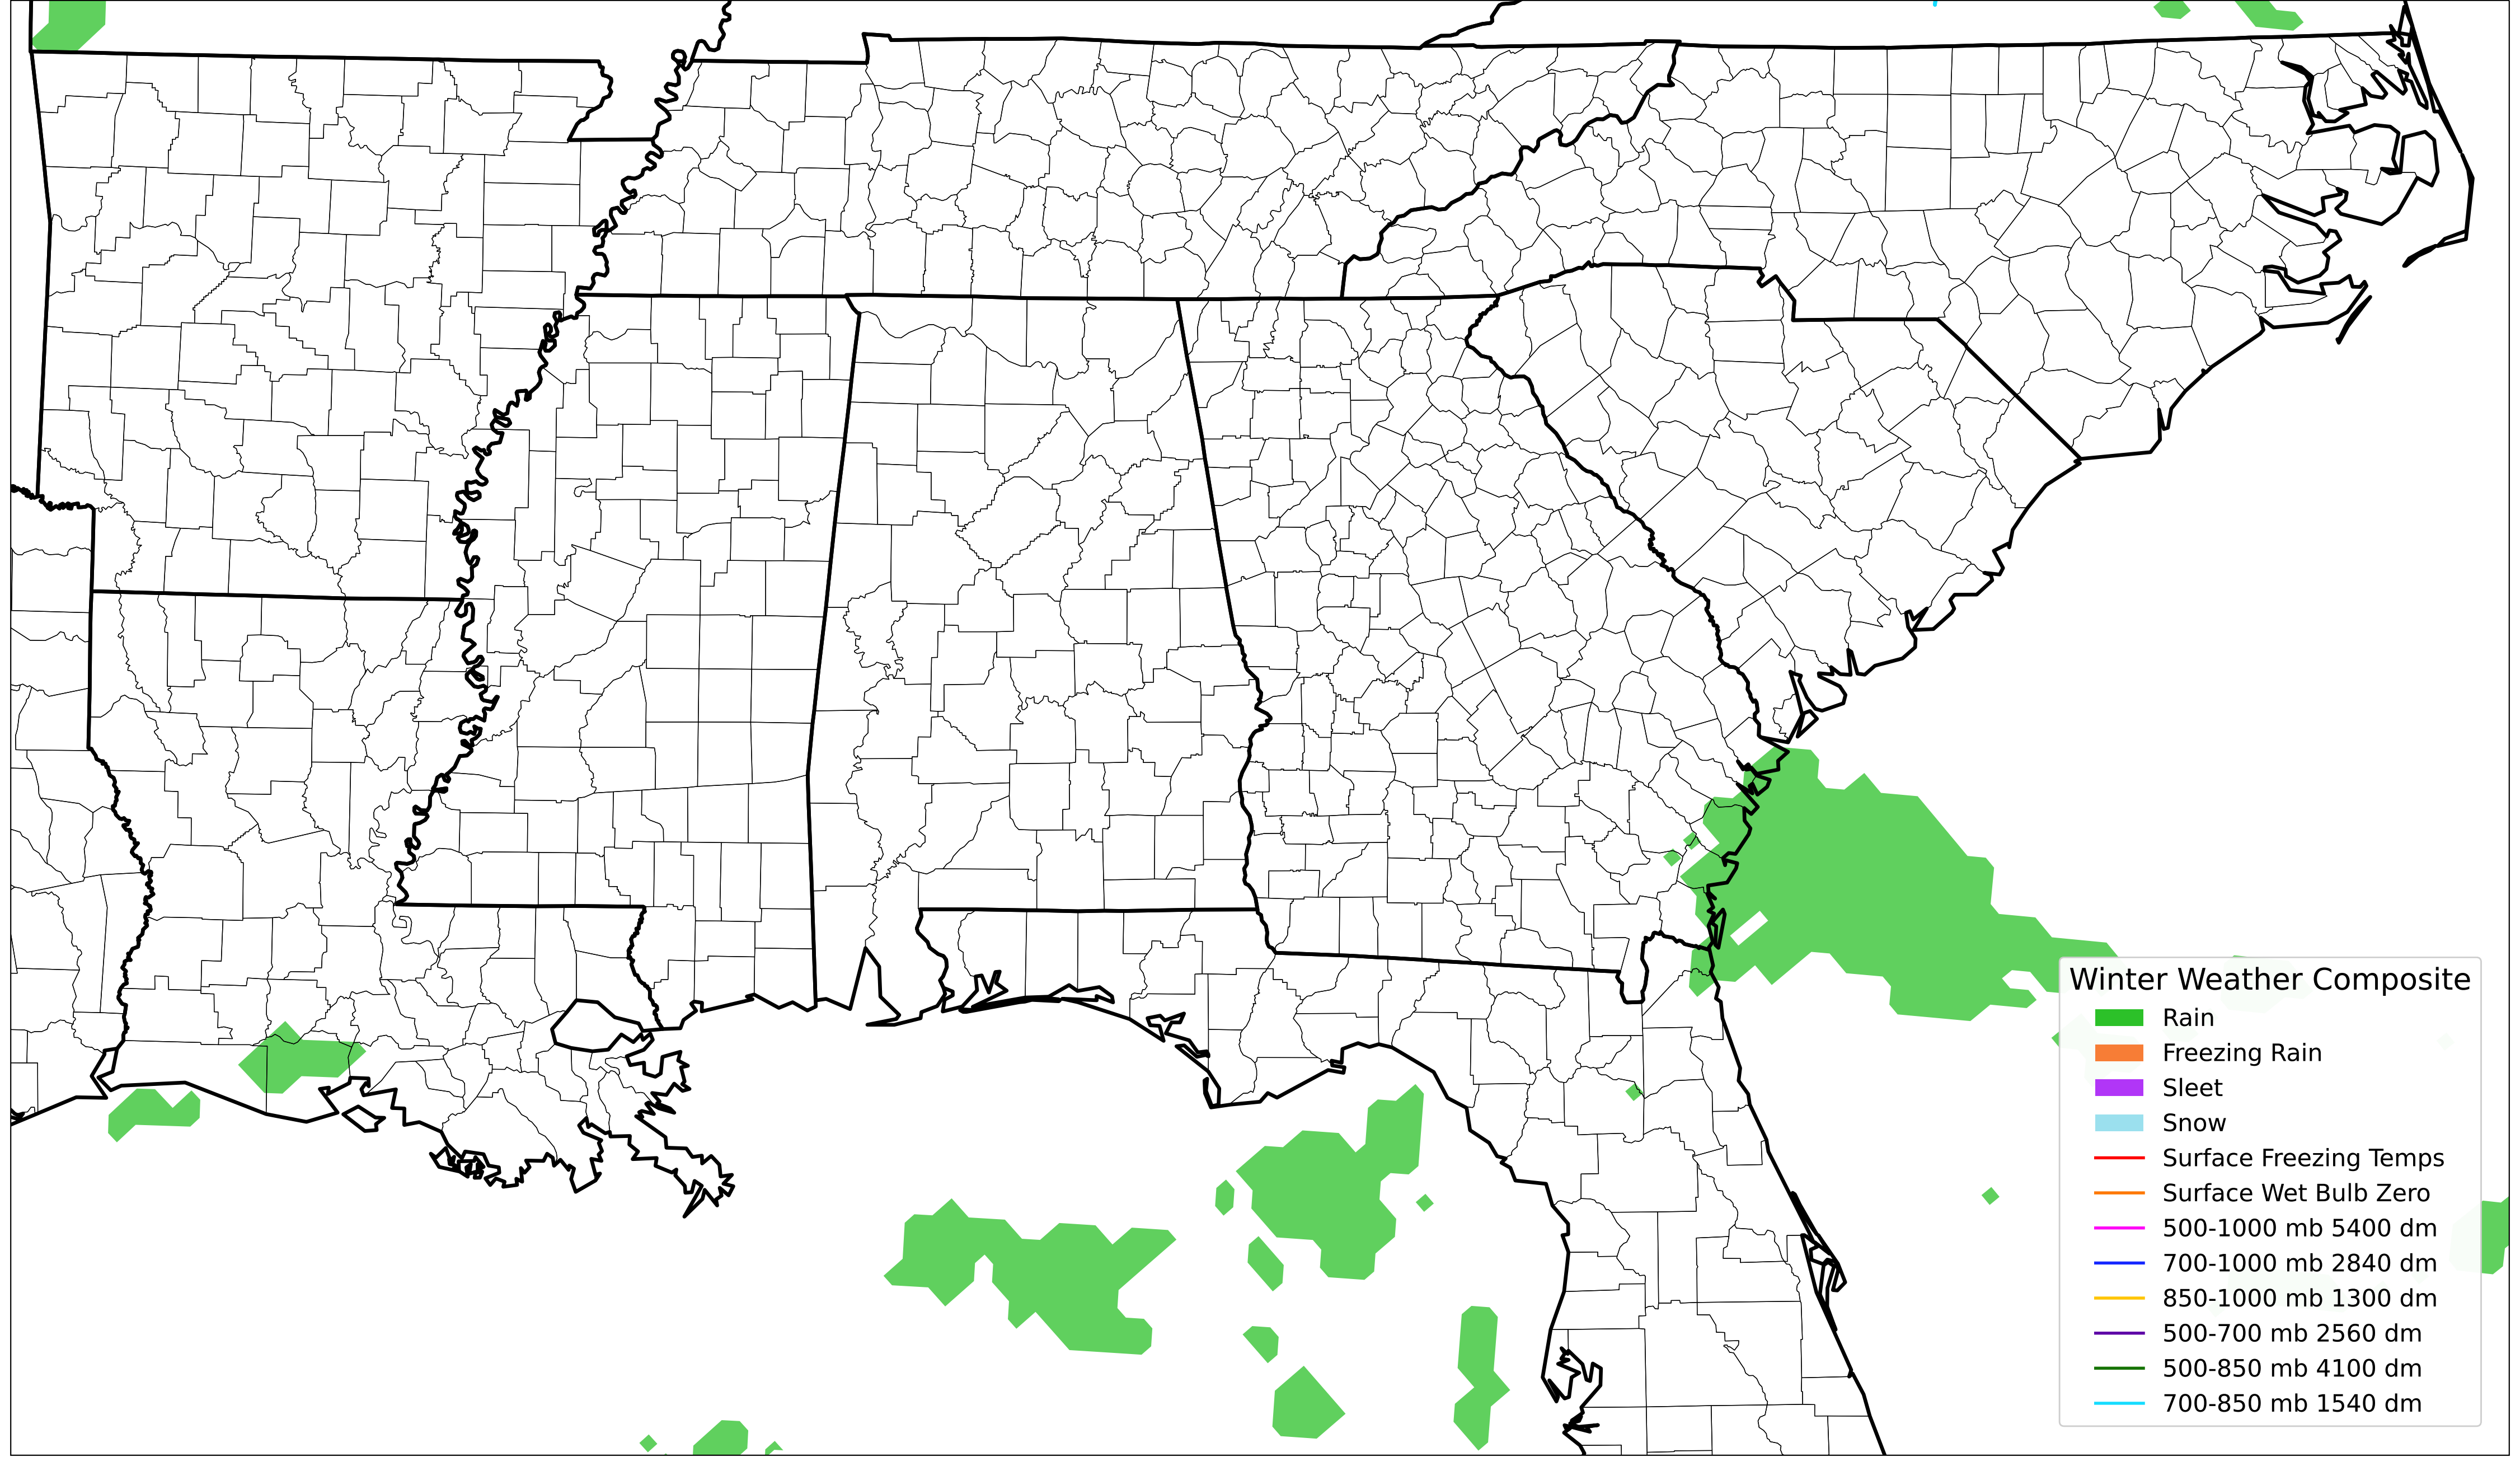 Winter Weather Composite
Rain
Freezing Rain
Sleet
Snow
Surface Freezing Temps
Surface Wet Bulb Zero
500-1000 mb 5400 dm
700-1000 mb 2840 dm
850-1000 mb 1300 dm
500-700 mb 2560 dm
500-850 mb 4100 dm
700-850 mb 1540 dm